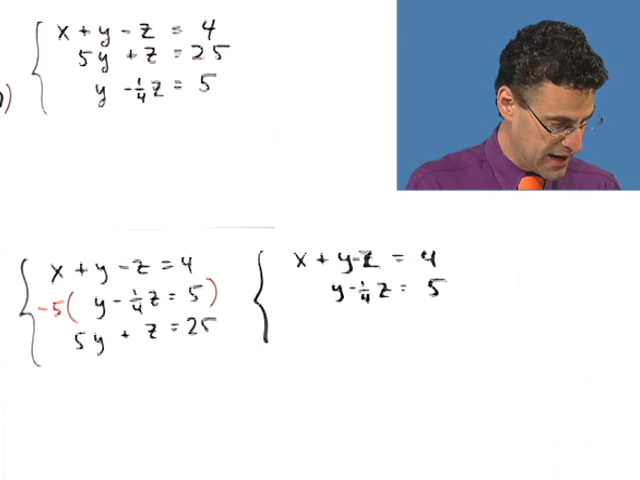 x + y - z = 4
5y + z = 25
y - 1/4 z = 5
x + y - z = 4
-5( y - 1/4 z = 5 )
5y + z = 25
x + y - z = 4
y - 1/4 z = 5